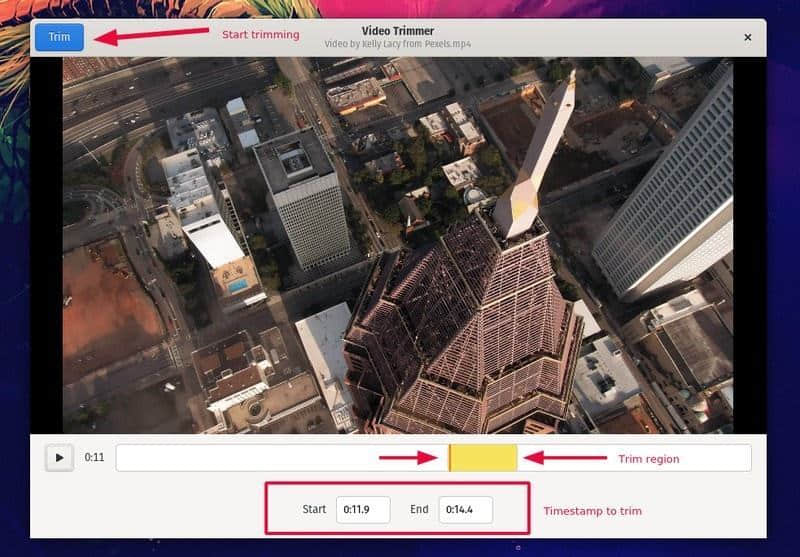 Trim
Start trimming
Video Trimmer
Video by Kelly Lacy from Pexels.mp4
0:11
Trim region
Start 0:11.9 End 0:14.4
Timestamp to trim